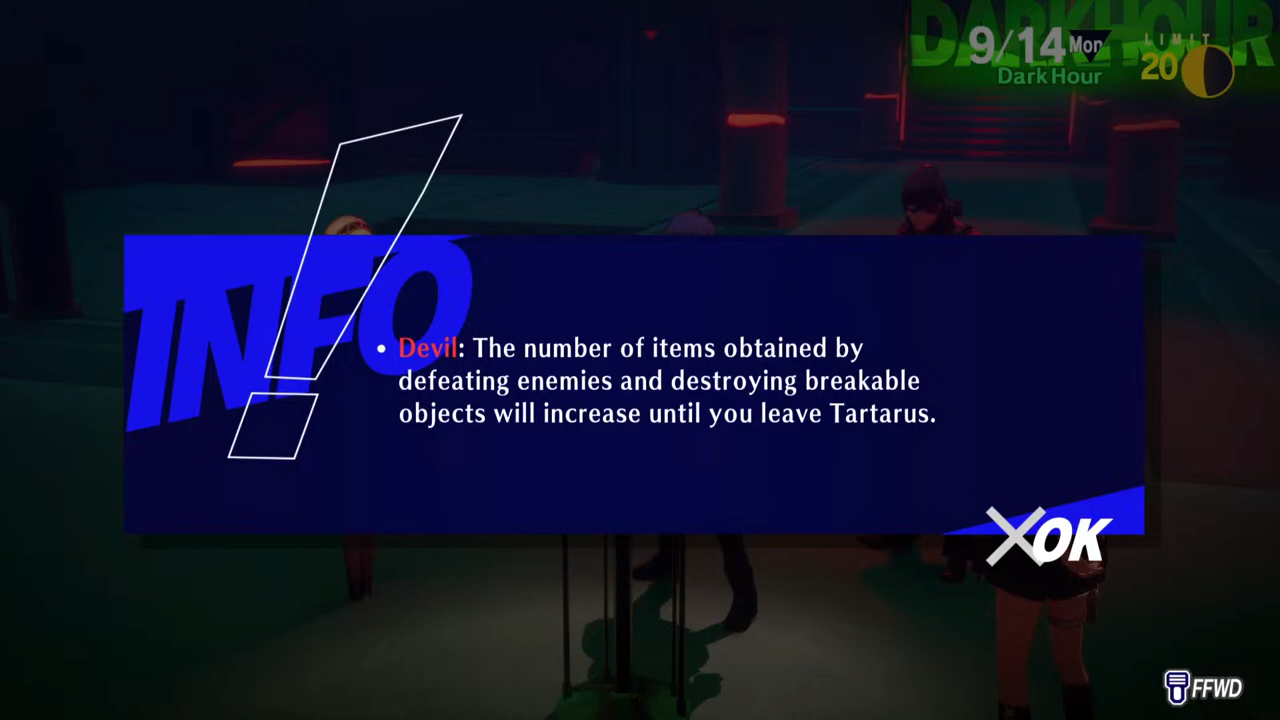 DARKHOUR
9/14 Mon
Dark Hour
LIMIT
20
INFO
• Devil: The number of items obtained by
defeating enemies and destroying breakable
objects will increase until you leave Tartarus.
OK
FFWD